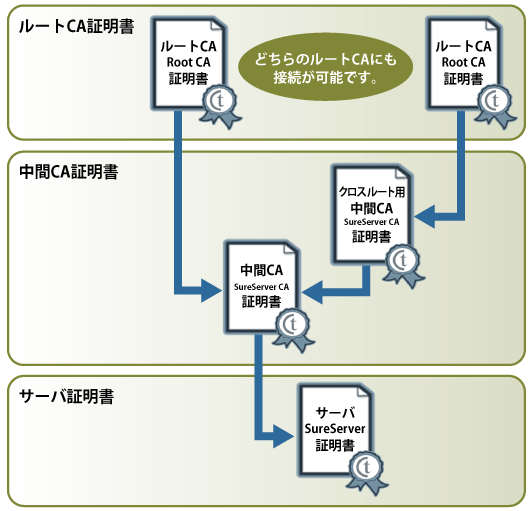 ルートCA証明書
ルートCA
Root CA
証明書
どちらのルートCAにも
接続が可能です。
ルートCA
Root CA
証明書
中間CA証明書
クロスルート用
中間CA
SureServer CA
証明書
中間CA
SureServer CA
証明書
サーバ証明書
サーバ
SureServer
証明書